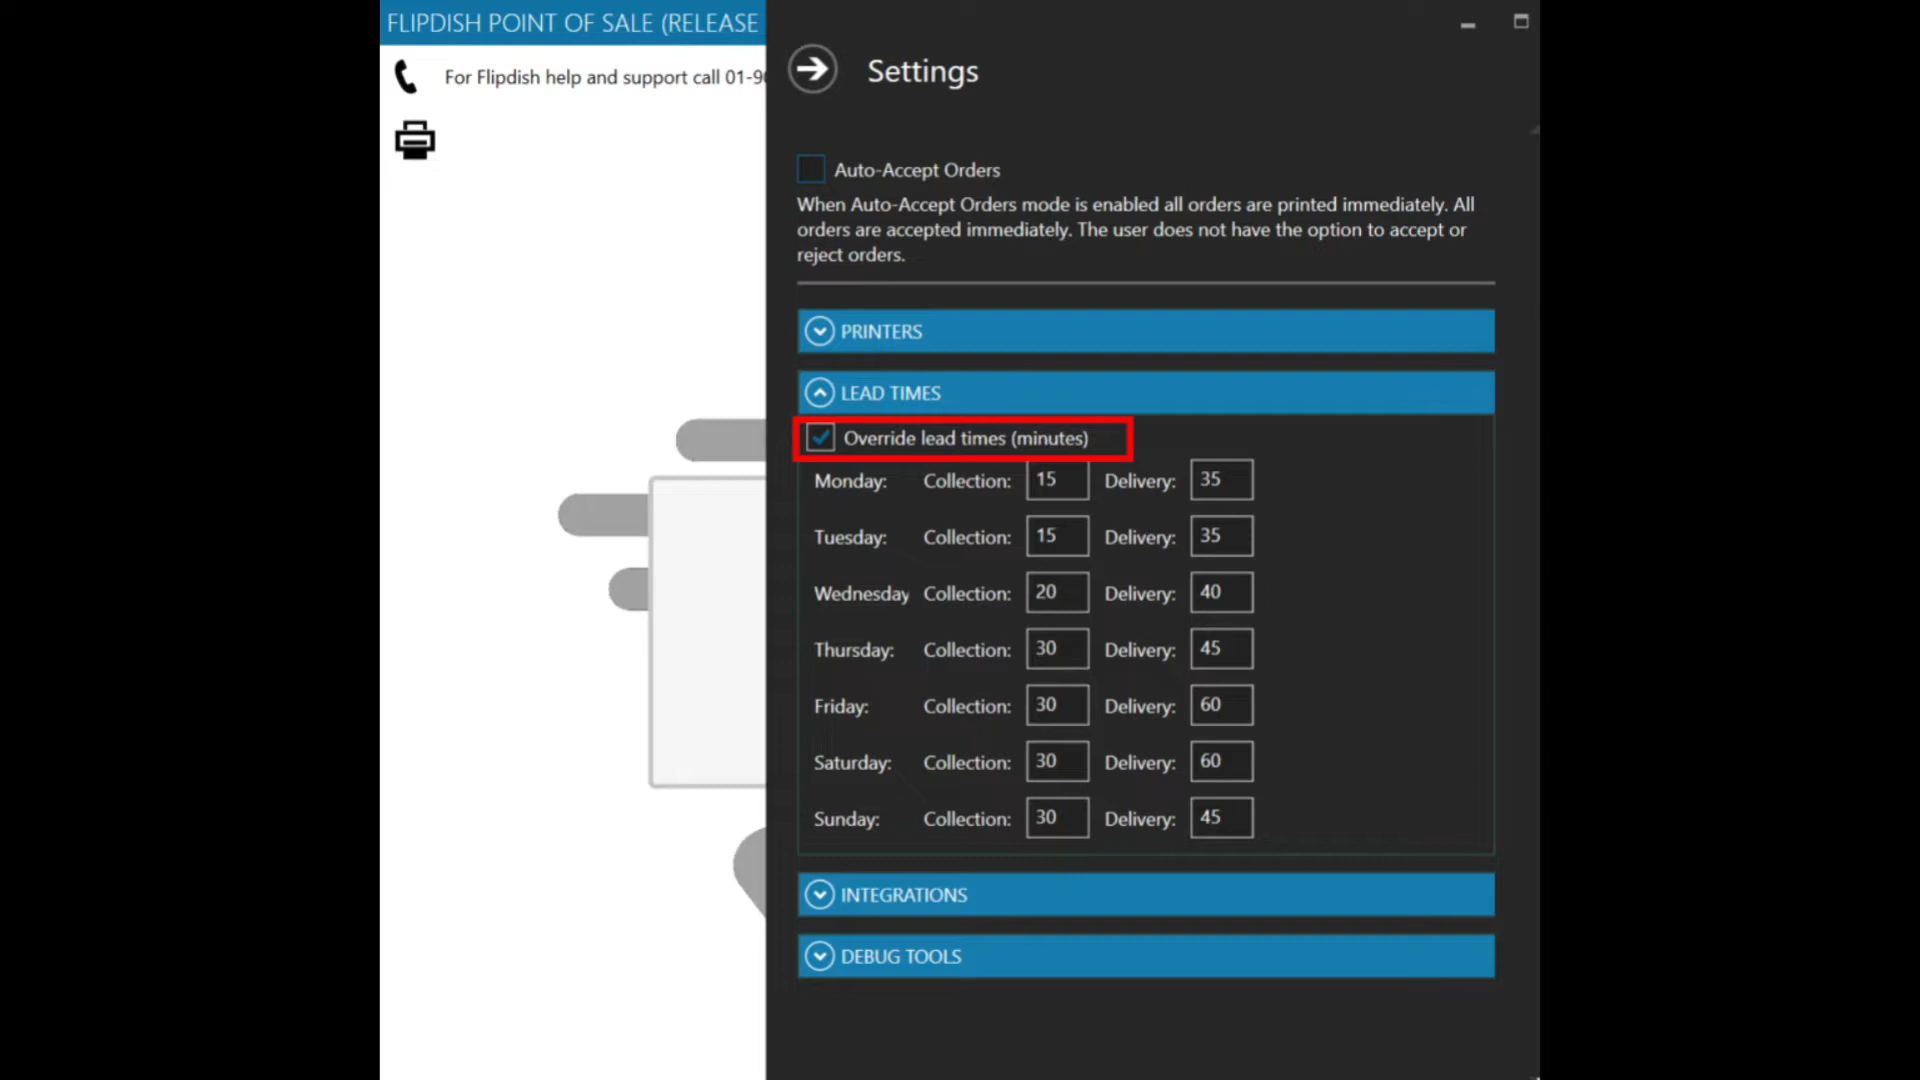 FLIPDISH POINT OF SALE (RELEASE
For Flipdish help and support call 01-90
Settings
Auto-Accept Orders
When Auto-Accept Orders mode is enabled all orders are printed immediately. All
orders are accepted immediately. The user does not have the option to accept or
reject orders.
PRINTERS
LEAD TIMES
Override lead times (minutes)
Monday: Collection: 15 Delivery: 35
Tuesday: Collection: 15 Delivery: 35
Wednesday Collection: 20 Delivery: 40
Thursday: Collection: 30 Delivery: 45
Friday: Collection: 30 Delivery: 60
Saturday: Collection: 30 Delivery: 60
Sunday: Collection: 30 Delivery: 45
INTEGRATIONS
DEBUG TOOLS